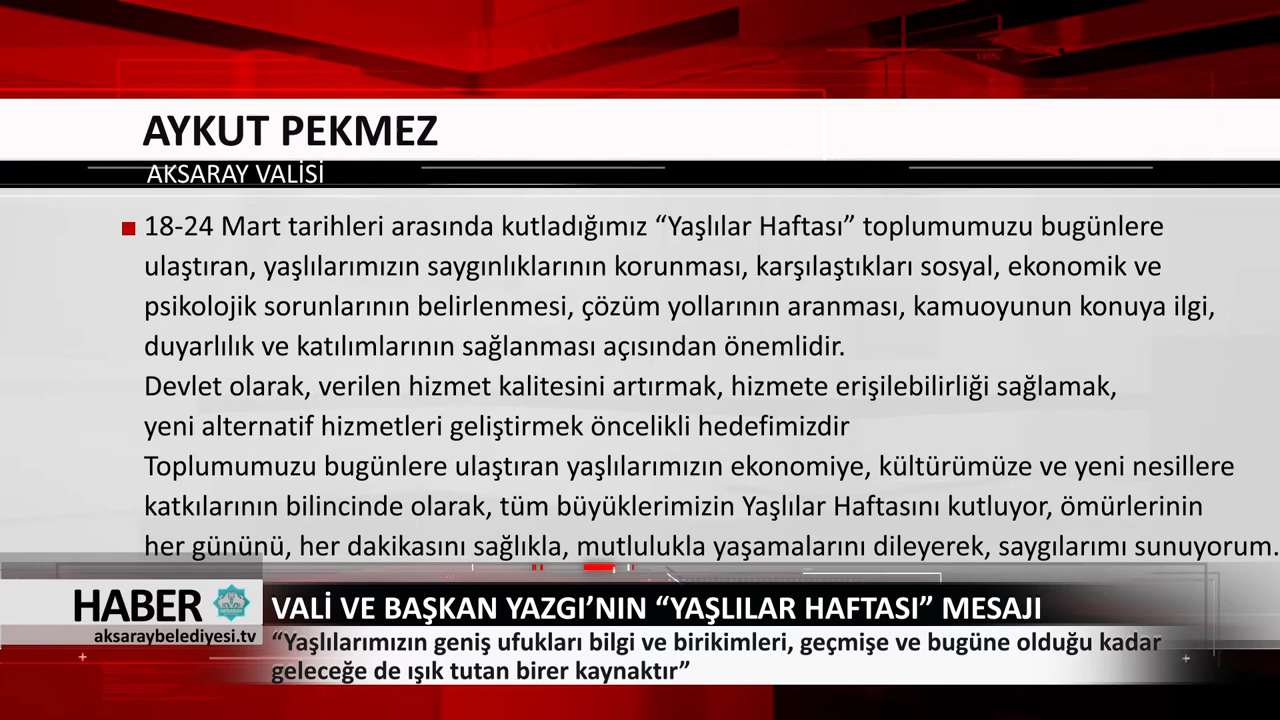 AYKUT PEKMEZ
AKSARAY VALİSİ
18-24 Mart tarihleri arasında kutladığımız “Yaşlılar Haftası” toplumumuzu bugünlere
ulaştıran, yaşlılarımızın saygınlıklarının korunması, karşılaştıkları sosyal, ekonomik ve
psikolojik sorunlarının belirlenmesi, çözüm yollarının aranması, kamuoyunun konuya ilgi,
duyarlılık ve katılımlarının sağlanması açısından önemlidir.
Devlet olarak, verilen hizmet kalitesini artırmak, hizmete erişilebilirliği sağlamak,
yeni alternatif hizmetleri geliştirmek öncelikli hedefimizdir
Toplumumuzu bugünlere ulaştıran yaşlılarımızın ekonomiye, kültürümüze ve yeni nesillere
katkılarının bilincinde olarak, tüm büyüklerimizin Yaşlılar Haftasını kutluyor, ömürlerinin
her gününü, her dakikasını sağlıkla, mutlulukla yaşamalarını dileyerek, saygılarımı sunuyorum.
HABER
aksaraybelediyesi.tv
VALİ VE BAŞKAN YAZGI’NIN “YAŞLILAR HAFTASI” MESAJI
“Yaşlılarımızın geniş ufukları bilgi ve birikimleri, geçmişe ve bugüne olduğu kadar
geleceğe de ışık tutan birer kaynaktır”